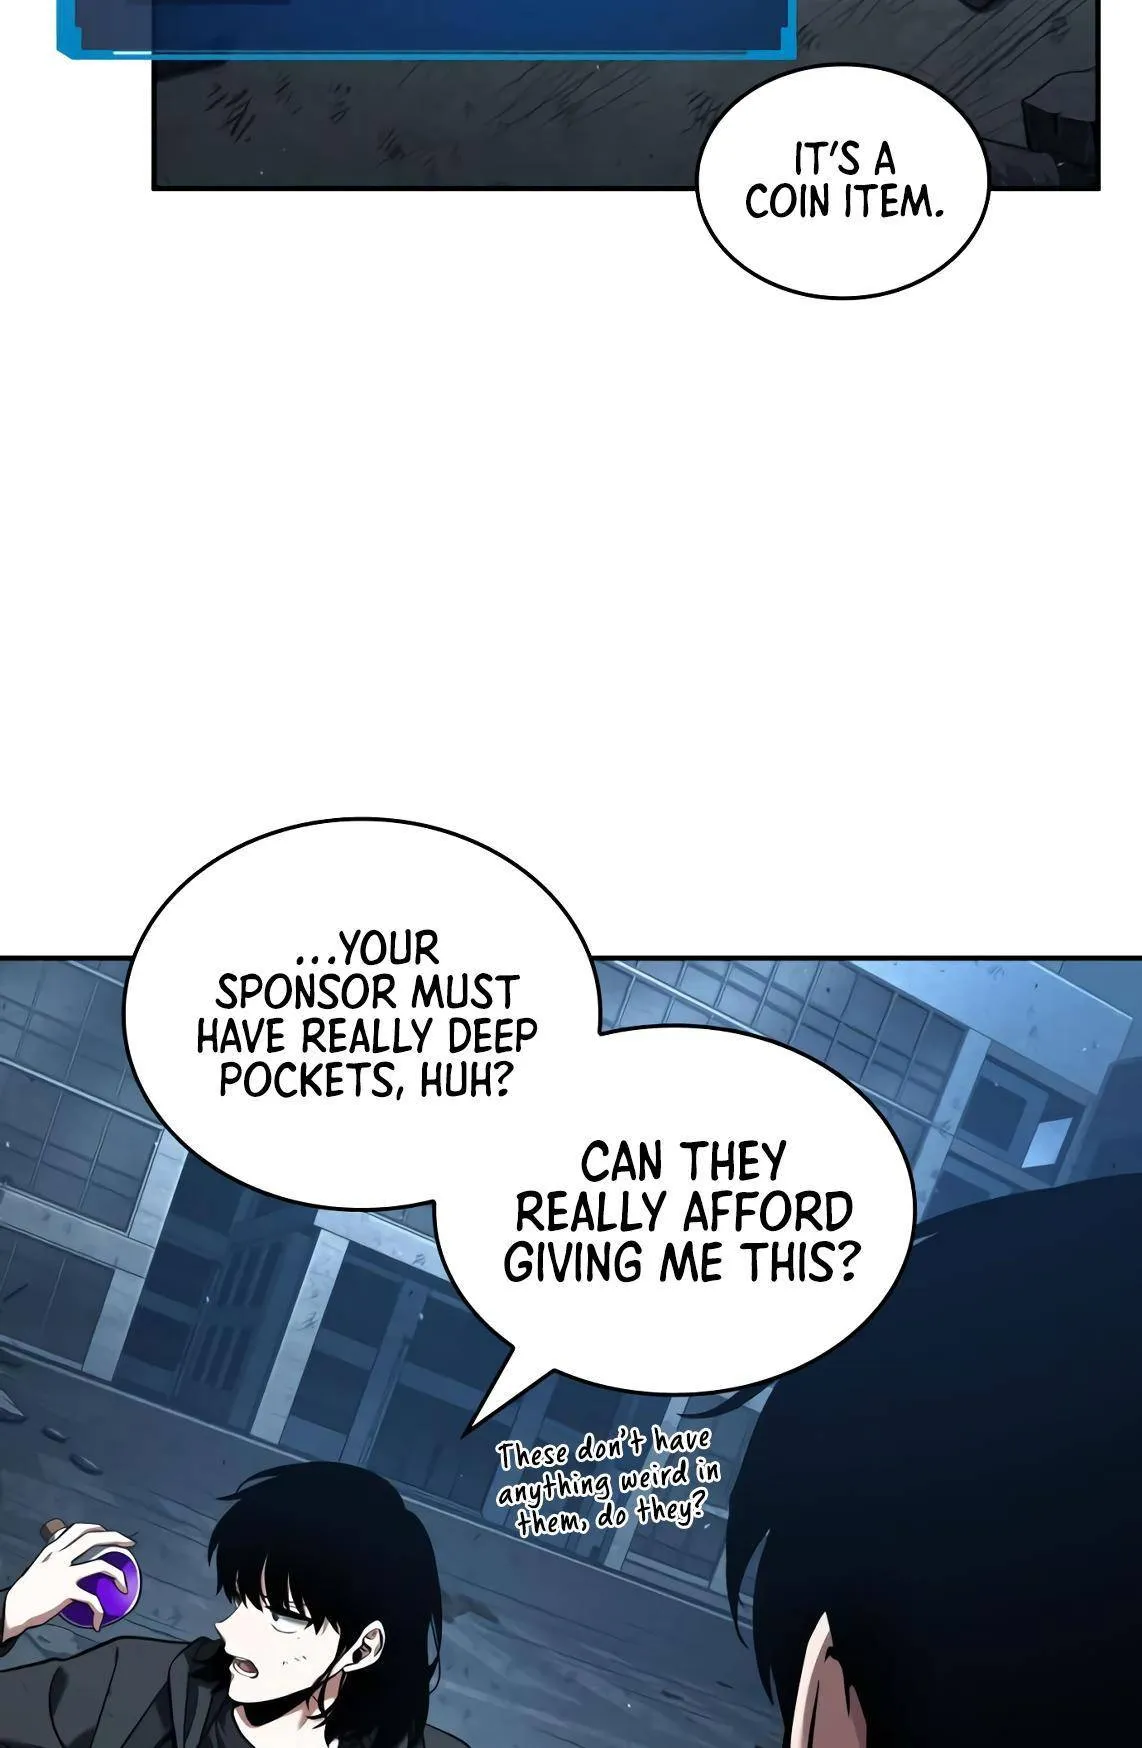 IT'S A
COIN ITEM.
...YOUR
SPONSOR MUST
HAVE REALLY DEEP
POCKETS, HUH?
CAN THEY
REALLY AFFORD
GIVING ME THIS?
These don't have
anything weird in
them, do they?